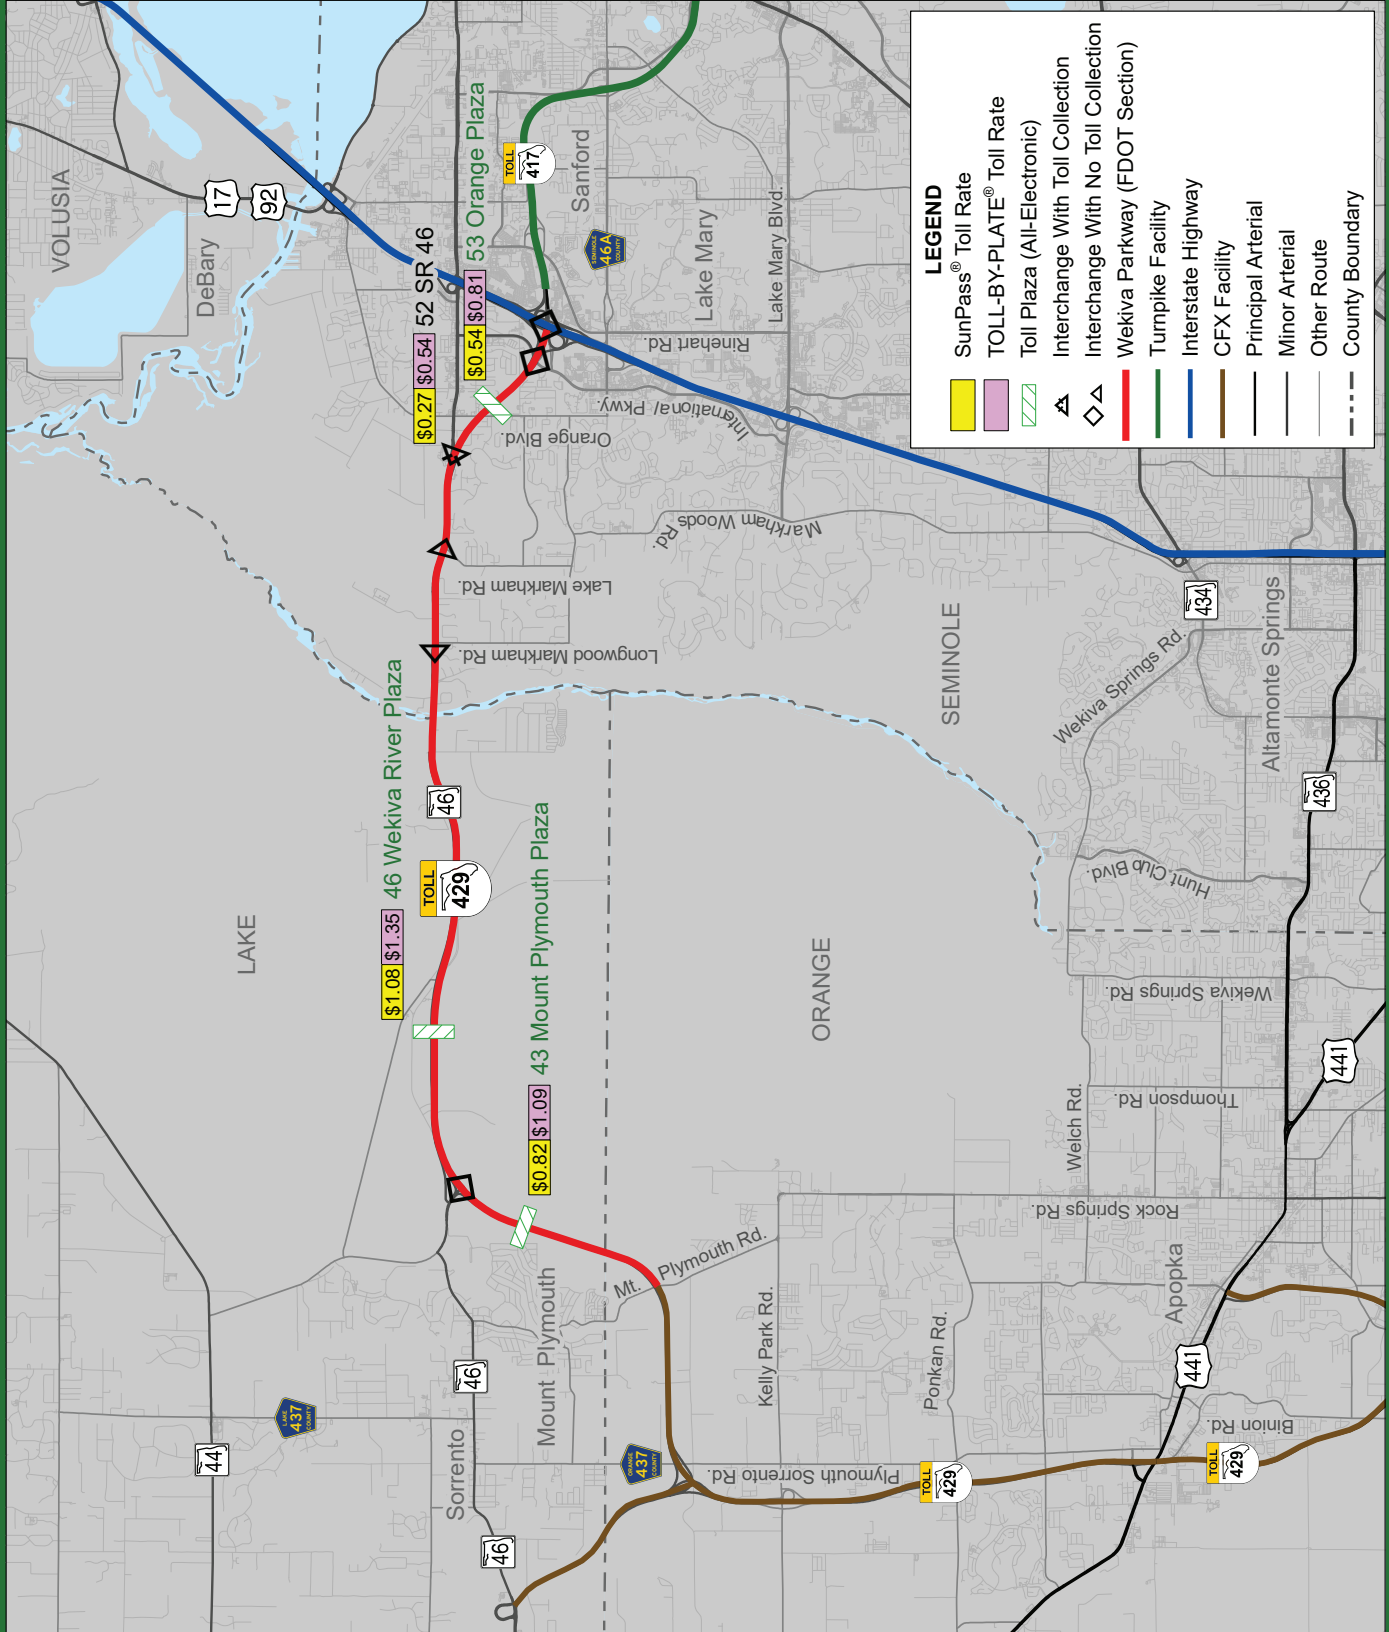 VOLUSIA
17
92
DeBary
$0.27 $0.54 52 SR 46
$0.54 $0.81 53 Orange Plaza
TOLL
417
Sanford
SEMINOLE
46A
COUNTY
Lake Mary
Lake Mary Blvd.
Rinehart Rd.
International Pkwy.
Orange Blvd.
Markham Woods Rd.
Lake Markham Rd.
Longwood Markham Rd.
SEMINOLE
434
Wekiva Springs Rd.
Altamonte Springs
436
Hunt Club Blvd.
LAKE
$1.08 $1.35 46 Wekiva River Plaza
46
TOLL
429
$0.82 $1.09 43 Mount Plymouth Plaza
ORANGE
Wekiva Springs Rd.
441
Thompson Rd.
Welch Rd.
Rock Springs Rd.
Mt. Plymouth Rd.
Mount Plymouth
Kelly Park Rd.
Ponkan Rd.
Apopka
441
Binion Rd.
TOLL
429
TOLL
429
Plymouth Sorrento Rd.
ORANGE
437
COUNTY
LAKE
437
COUNTY
44
46
Sorrento
46
LEGEND
SunPass® Toll Rate
TOLL-BY-PLATE® Toll Rate
Toll Plaza (All-Electronic)
Interchange With Toll Collection
Interchange With No Toll Collection
Wekiva Parkway (FDOT Section)
Turnpike Facility
Interstate Highway
CFX Facility
Principal Arterial
Minor Arterial
Other Route
County Boundary